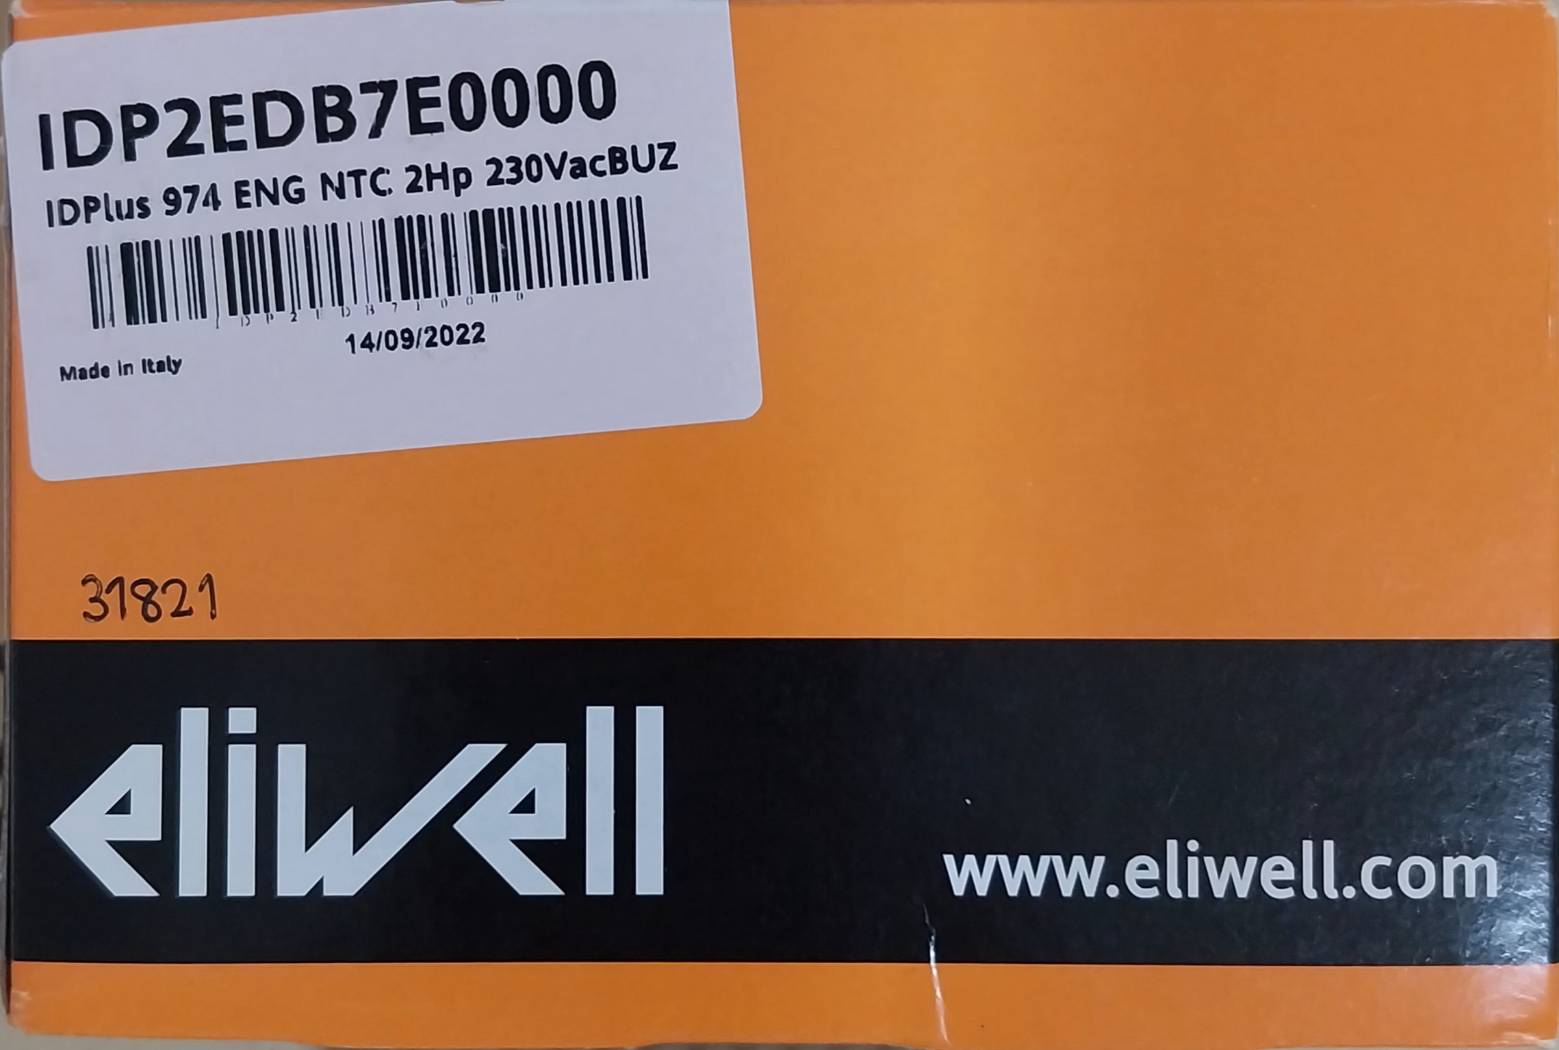 IDP2EDB7E0000
IDPlus 974 ENG NTC 2Hp 230VacBUZ
14/09/2022
Made in Italy
31821
eliwell
www.eliwell.com